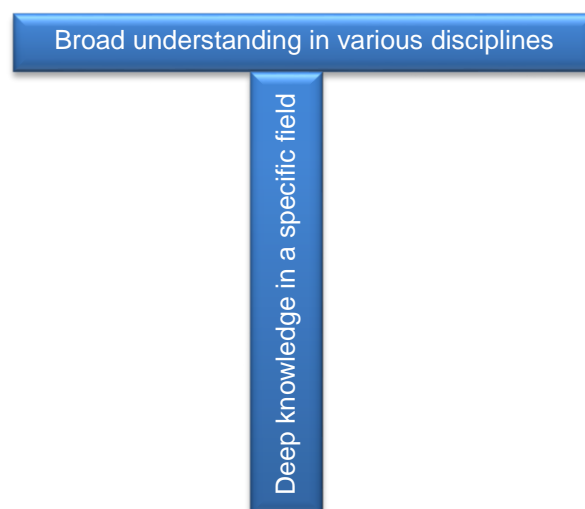 Broad understanding in various disciplines
Deep knowledge in a specific field